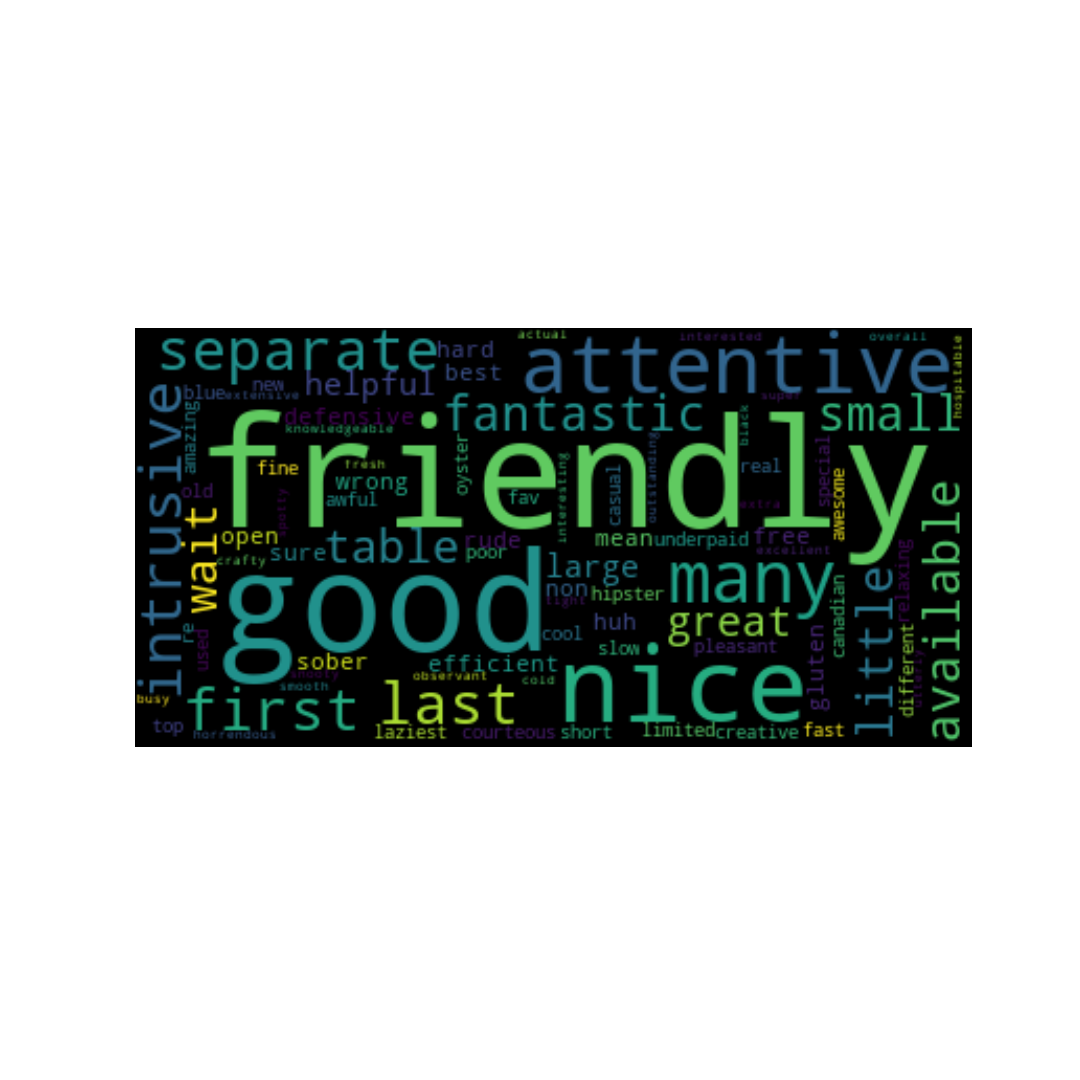 actual
interested
overall
separate
hard
attentive
hospitable
best
helpful
new
blue
extensive
super
intrusive
amazing
defensive
knowledgeable
fantastic
small
black
friendly
fine
fresh
oyster
wrong
awful
fav
interesting
casual
outstanding
real
extra
special
awesome
old
spotty
wait
open
crafty
sure
table
rude
poor
mean
underpaid
free
excellent
relaxing
available
good
large
non
tight
hipster
many
canadian
little
great
huh
cool
slow
pleasant
gluten
different
re
used
sober
snooty
smooth
efficient
observant
cold
nice
busy
top
first
horrendous
last
laziest
courteous
short
limited
creative
fast